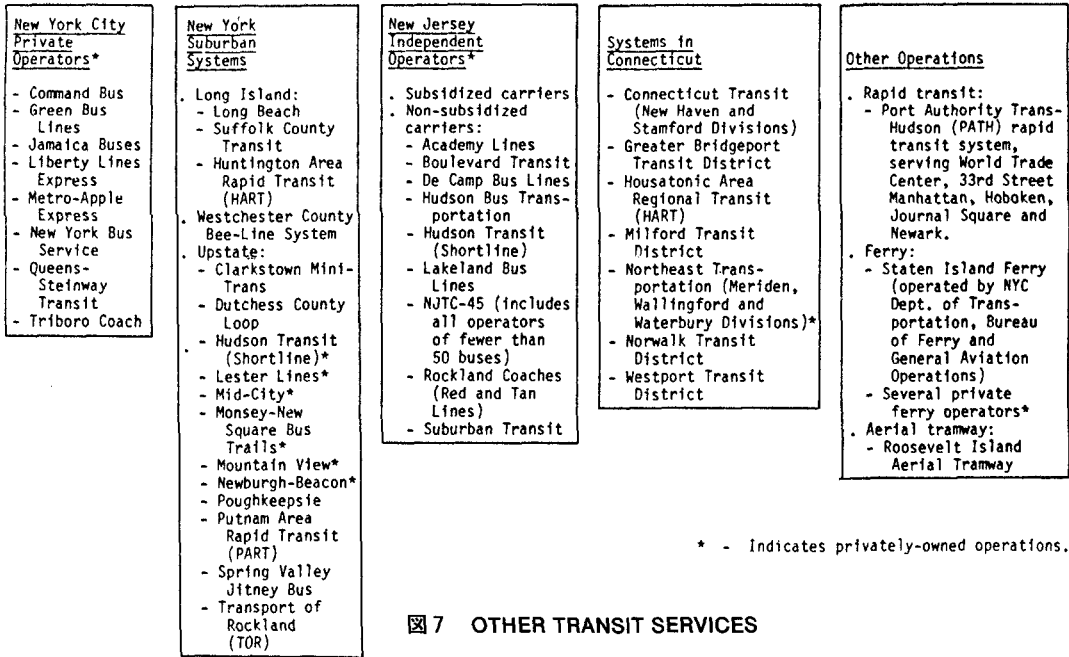 New York City
Private
Operators*
- Command Bus
- Green Bus
Lines
- Jamaica Buses
- Liberty Lines
Express
- Metro-Apple
Express
- New York Bus
Service
- Queens-
Steinway
Transit
- Triboro Coach
New York
Suburban
Systems
. Long Island:
- Long Beach
- Suffolk County
Transit
- Huntington Area
Rapid Transit
(HART)
. Westchester County
Bee-Line System
. Upstate:
- Clarkstown Mini-
Trans
- Dutchess County
Loop
- Hudson Transit
(Shortline)*
- Lester Lines*
- Mid-City*
- Monsey-New
Square Bus
Trails*
- Mountain View*
- Newburgh-Beacon*
- Poughkeepsie
- Putnam Area
Rapid Transit
(PART)
- Spring Valley
Jitney Bus
- Transport of
Rockland
(TOR)
New Jersey
Independent
Operators*
. Subsidized carriers
. Non-subsidized
carriers:
- Academy Lines
- Boulevard Transit
- De Camp Bus Lines
- Hudson Bus Trans-
portation
- Hudson Transit
(Shortline)
- Lakeland Bus
Lines
- NJTC-45 (includes
all operators
of fewer than
50 buses)
- Rockland Coaches
(Red and Tan
Lines)
- Suburban Transit
Systems in
Connecticut
- Connecticut Transit
(New Haven and
Stamford Divisions)
- Greater Bridgeport
Transit District
- Housatonic Area
Regional Transit
(HART)
- Milford Transit
District
- Northeast Trans-
portation (Meriden,
Wallingford and
Waterbury Divisions)*
- Norwalk Transit
District
- Westport Transit
District
Other Operations
. Rapid transit:
- Port Authority Trans-
Hudson (PATH) rapid
transit system,
serving World Trade
Center, 33rd Street
Manhattan, Hoboken,
Journal Square and
Newark.
. Ferry:
- Staten Island Ferry
(operated by NYC
Dept. of Trans-
portation, Bureau
of Ferry and
General Aviation
Operations)
- Several private
ferry operators*
. Aerial tramway:
- Roosevelt Island
Aerial Tramway
* - Indicates privately-owned operations.
図7 OTHER TRANSIT SERVICES